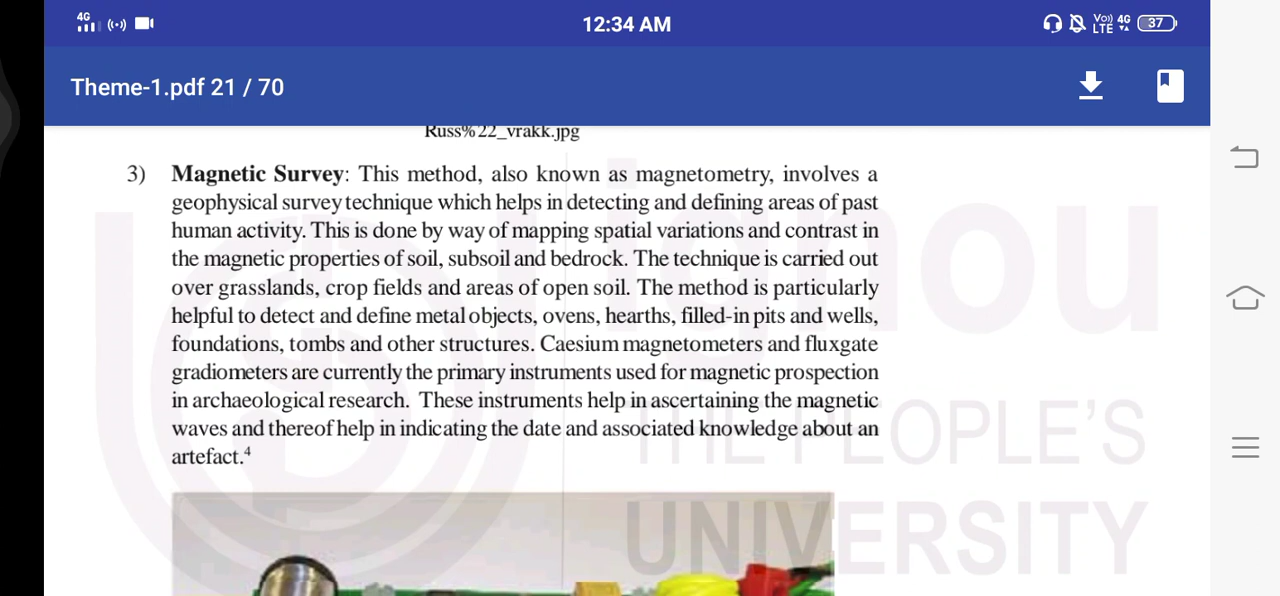 4G
12:34 AM
Vo)) 4G
LTE
37
Theme-1.pdf 21 / 70
Russ%22_vrakk.jpg
3) Magnetic Survey: This method, also known as magnetometry, involves a
geophysical survey technique which helps in detecting and defining areas of past
human activity. This is done by way of mapping spatial variations and contrast in
the magnetic properties of soil, subsoil and bedrock. The technique is carried out
over grasslands, crop fields and areas of open soil. The method is particularly
helpful to detect and define metal objects, ovens, hearths, filled-in pits and wells,
foundations, tombs and other structures. Caesium magnetometers and fluxgate
gradiometers are currently the primary instruments used for magnetic prospection
in archaeological research. These instruments help in ascertaining the magnetic
waves and thereof help in indicating the date and associated knowledge about an
artefact.⁴
ignou
THE PEOPLE'S
UNIVERSITY